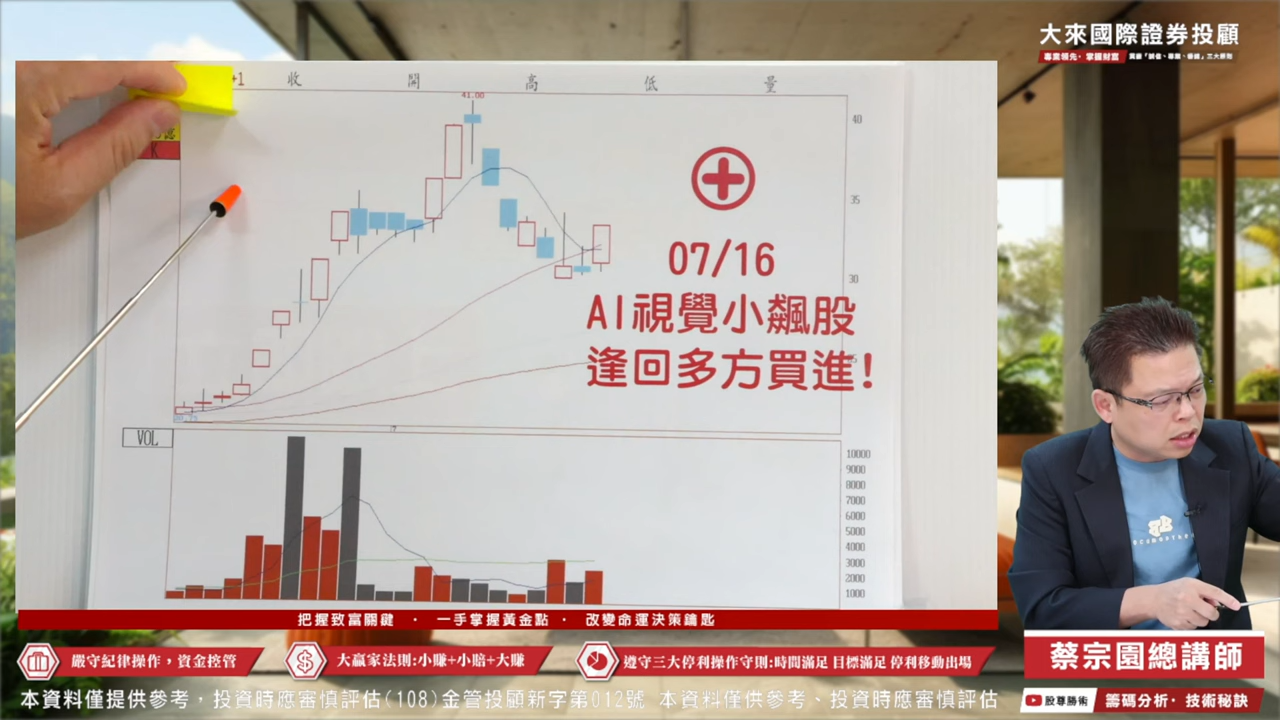 大來國際證券投顧
專業領先·掌握財富
+1 收 開 高 低 量
41.00
40
35
30
07/16
AI視覺小飆股
逢回多方買進!
VOL
10000
9000
8000
7000
6000
5000
4000
3000
2000
1000
把握致富關鍵 · 一手掌握黃金點 · 改變命運決策鑰匙
嚴守紀律操作，資金控管
大贏家法則:小賺+小賠+大賺
遵守三大停利操作守則:時間滿足 目標滿足 停利移動出場
蔡宗園總講師
股尊勝術
籌碼分析·技術秘訣
本資料僅提供參考，投資時應審慎評估(108)金管投顧新字第012號 本資料僅供參考、投資時應審慎評估